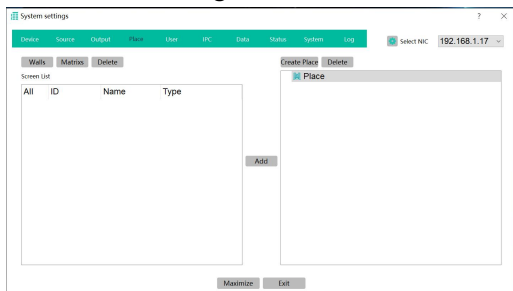 System settings
Device Source Output Place User IPC Data Status System Log Select NIC 192.168.1.17
Walls Matrixs Delete Create Place Delete
Screen List
Place
All ID Name Type
Add
Maximize Exit